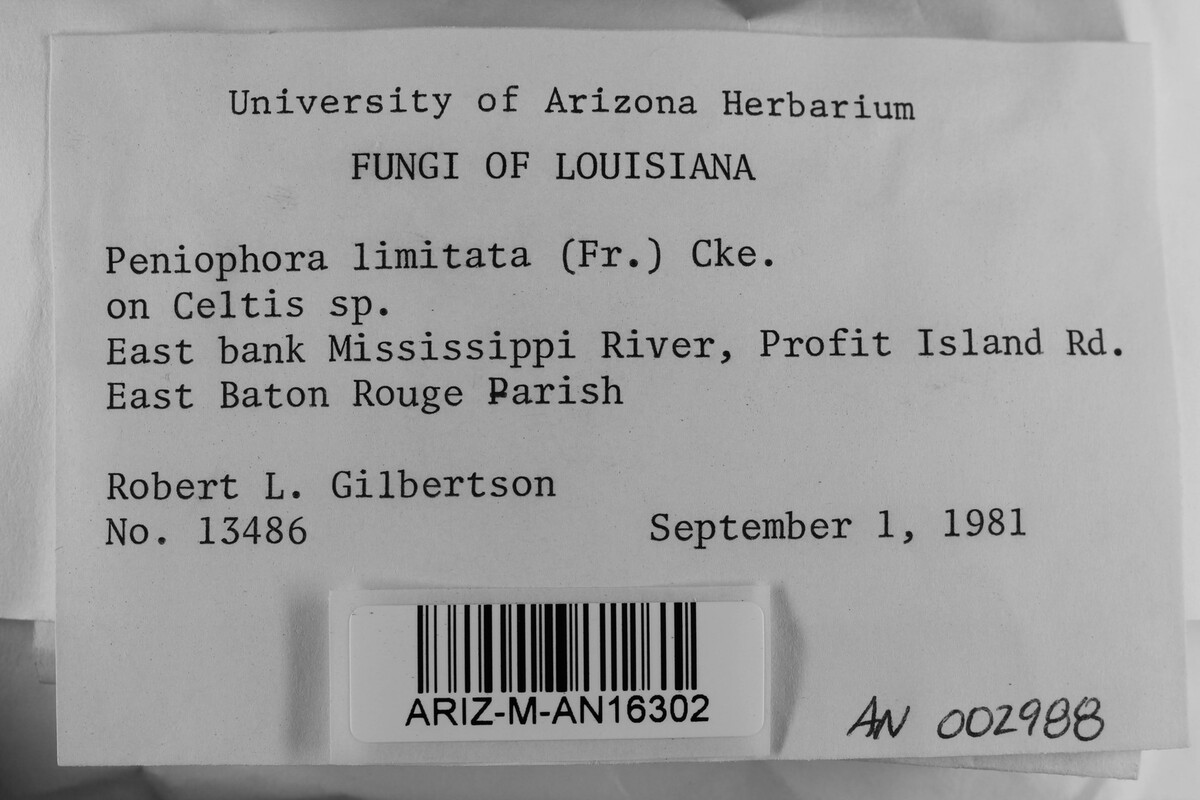 University of Arizona Herbarium
FUNGI OF LOUISIANA
Peniophora limitata (Fr.) Cke.
on Celtis sp.
East bank Mississippi River, Profit Island Rd.
East Baton Rouge Parish
Robert L. Gilbertson
No. 13486
September 1, 1981
ARIZ-M-AN16302
AN 002988